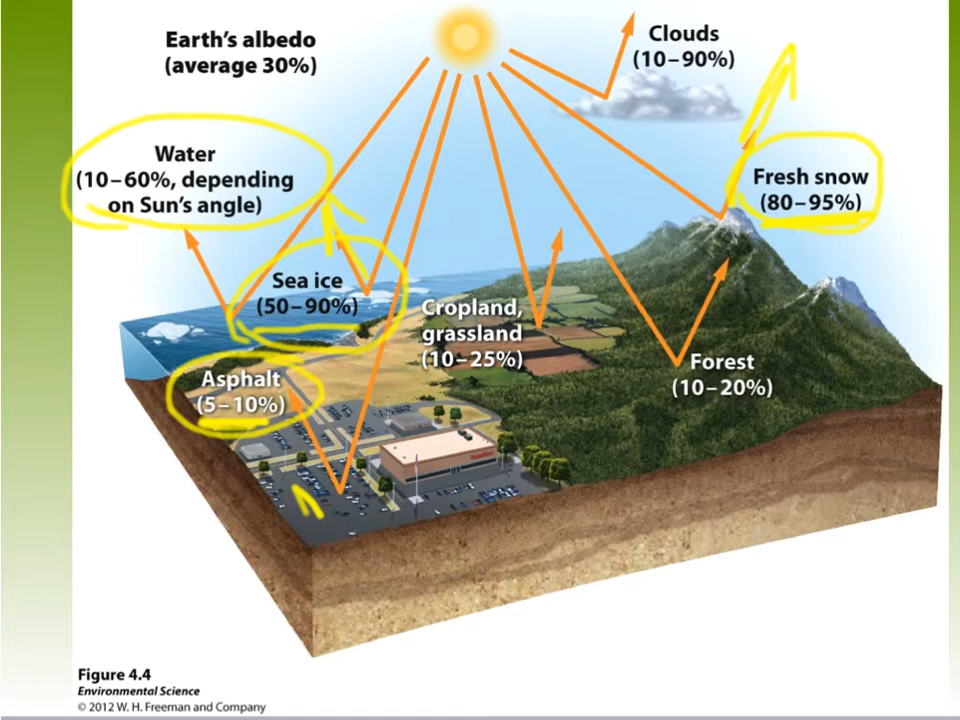 Earth's albedo
(average 30%)
Clouds
(10–90%)
Water
(10–60%, depending
on Sun's angle)
Fresh snow
(80–95%)
Sea ice
(50–90%)
Cropland,
grassland
(10–25%)
Forest
(10–20%)
Asphalt
(5–10%)
Figure 4.4
Environmental Science
© 2012 W. H. Freeman and Company